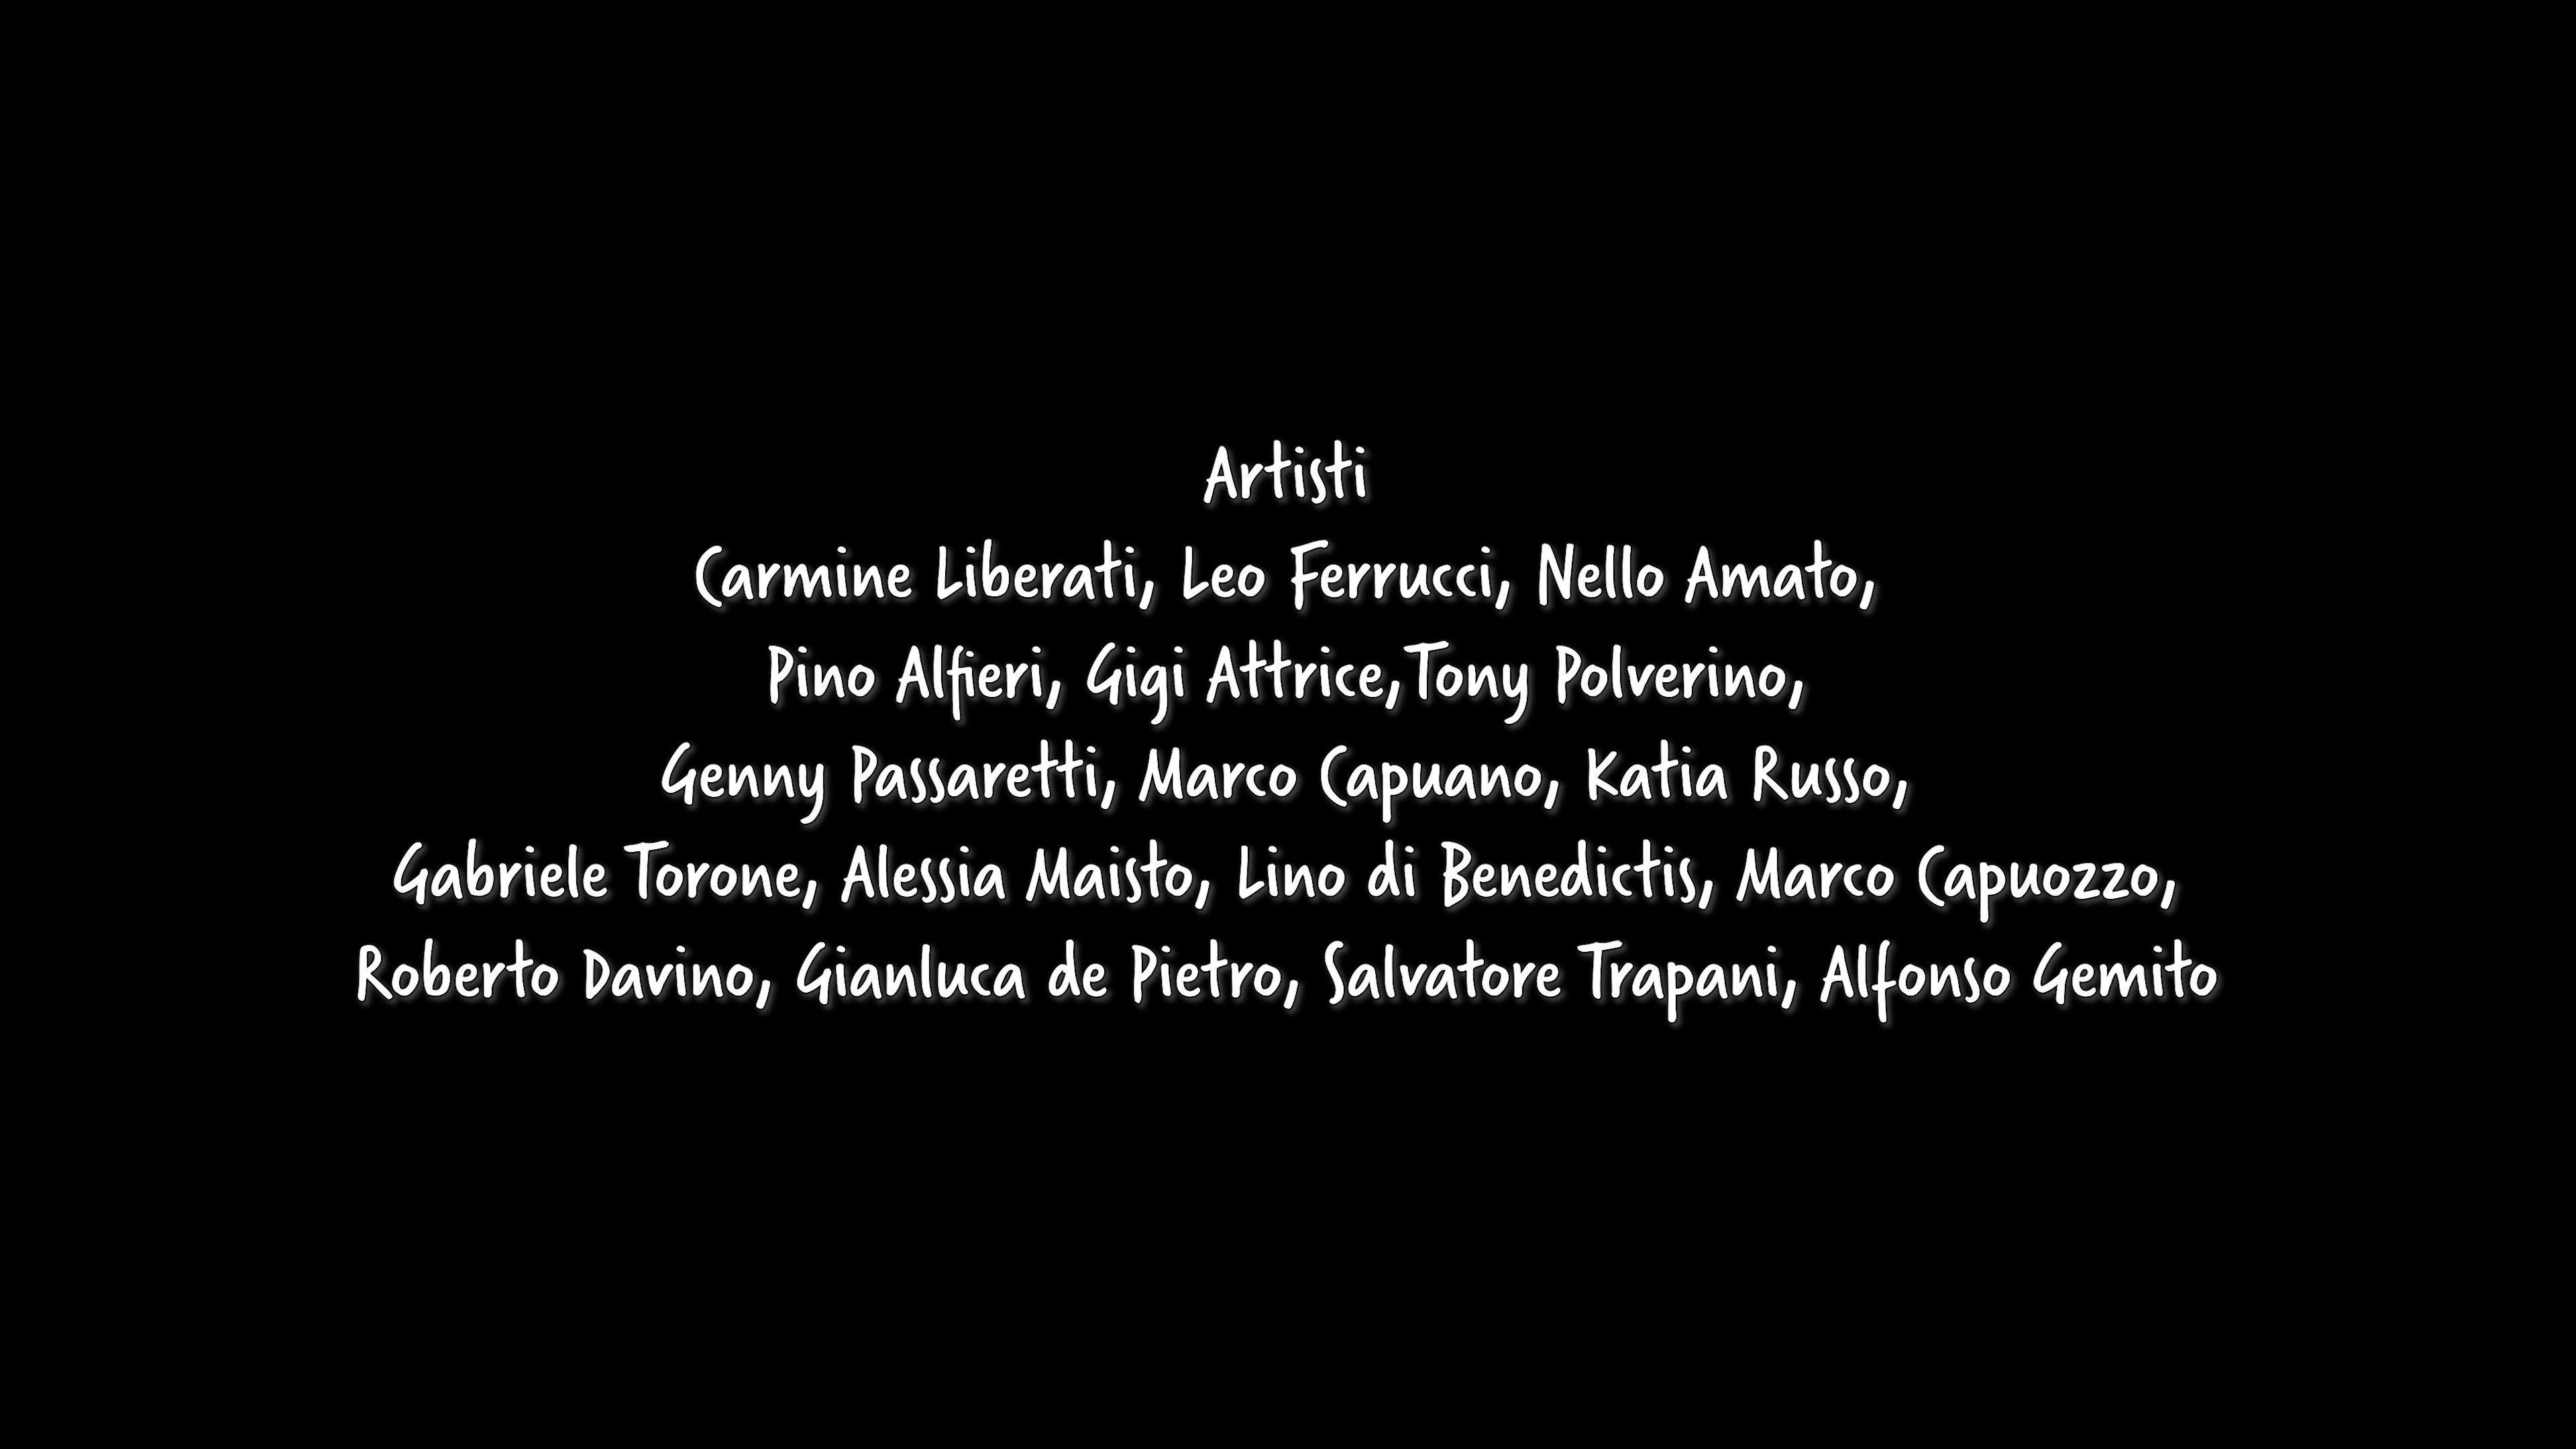 Artisti
Carmine Liberati, Leo Ferrucci, Nello Amato,
Pino Alfieri, Gigi Attrice,Tony Polverino,
Genny Passaretti, Marco Capuano, Katia Russo,
Gabriele Torone, Alessia Maisto, Lino di Benedictis, Marco Capuozzo,
Roberto Davino, Gianluca de Pietro, Salvatore Trapani, Alfonso Gemito